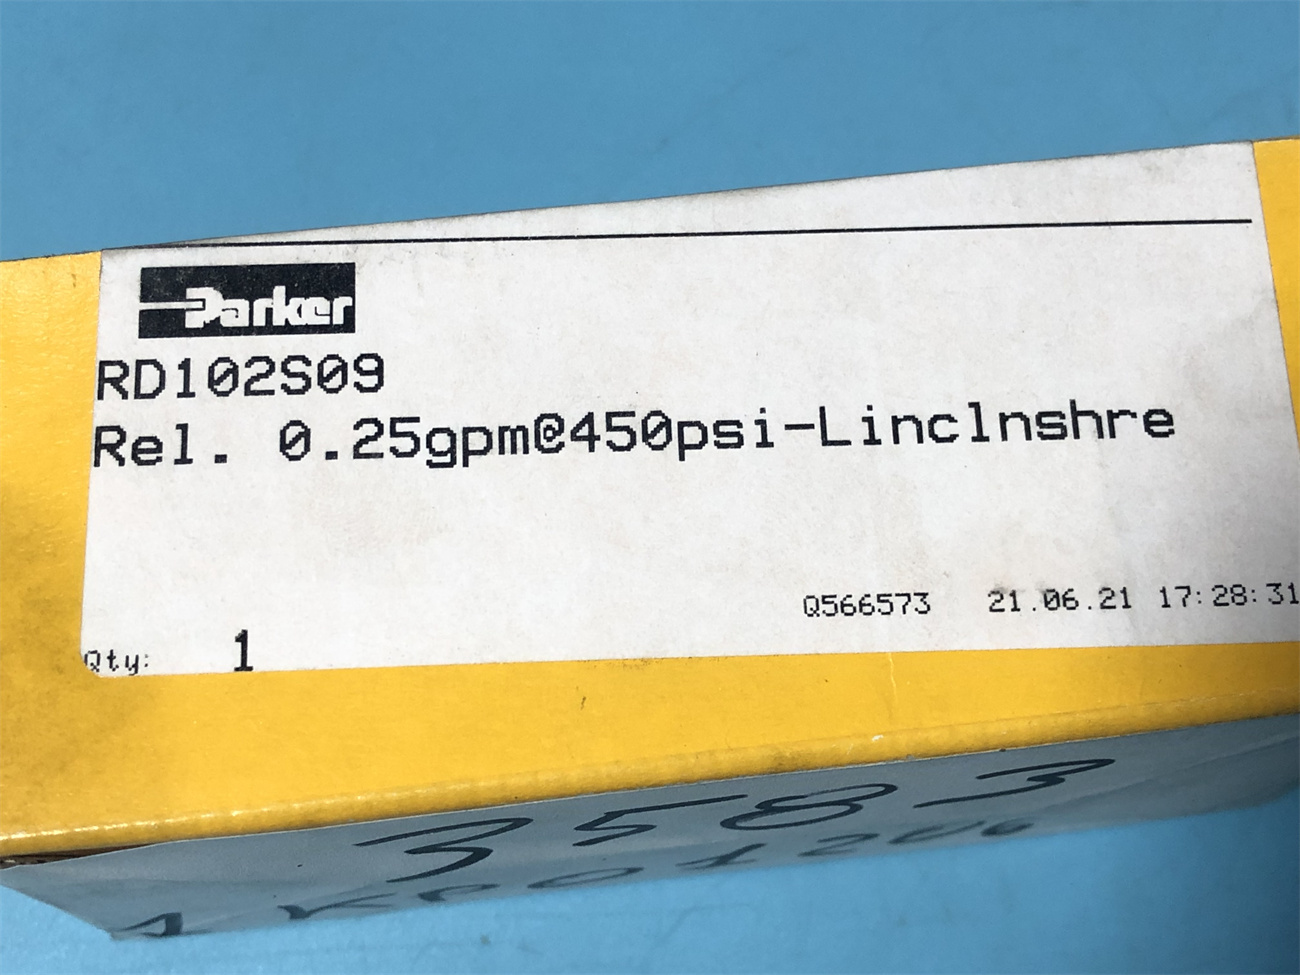 Parker
RD102S09
Rel. 0.25gpm@450psi-Linclnshre
Q566573 21.06.21 17:28:31
Qty: 1
3583